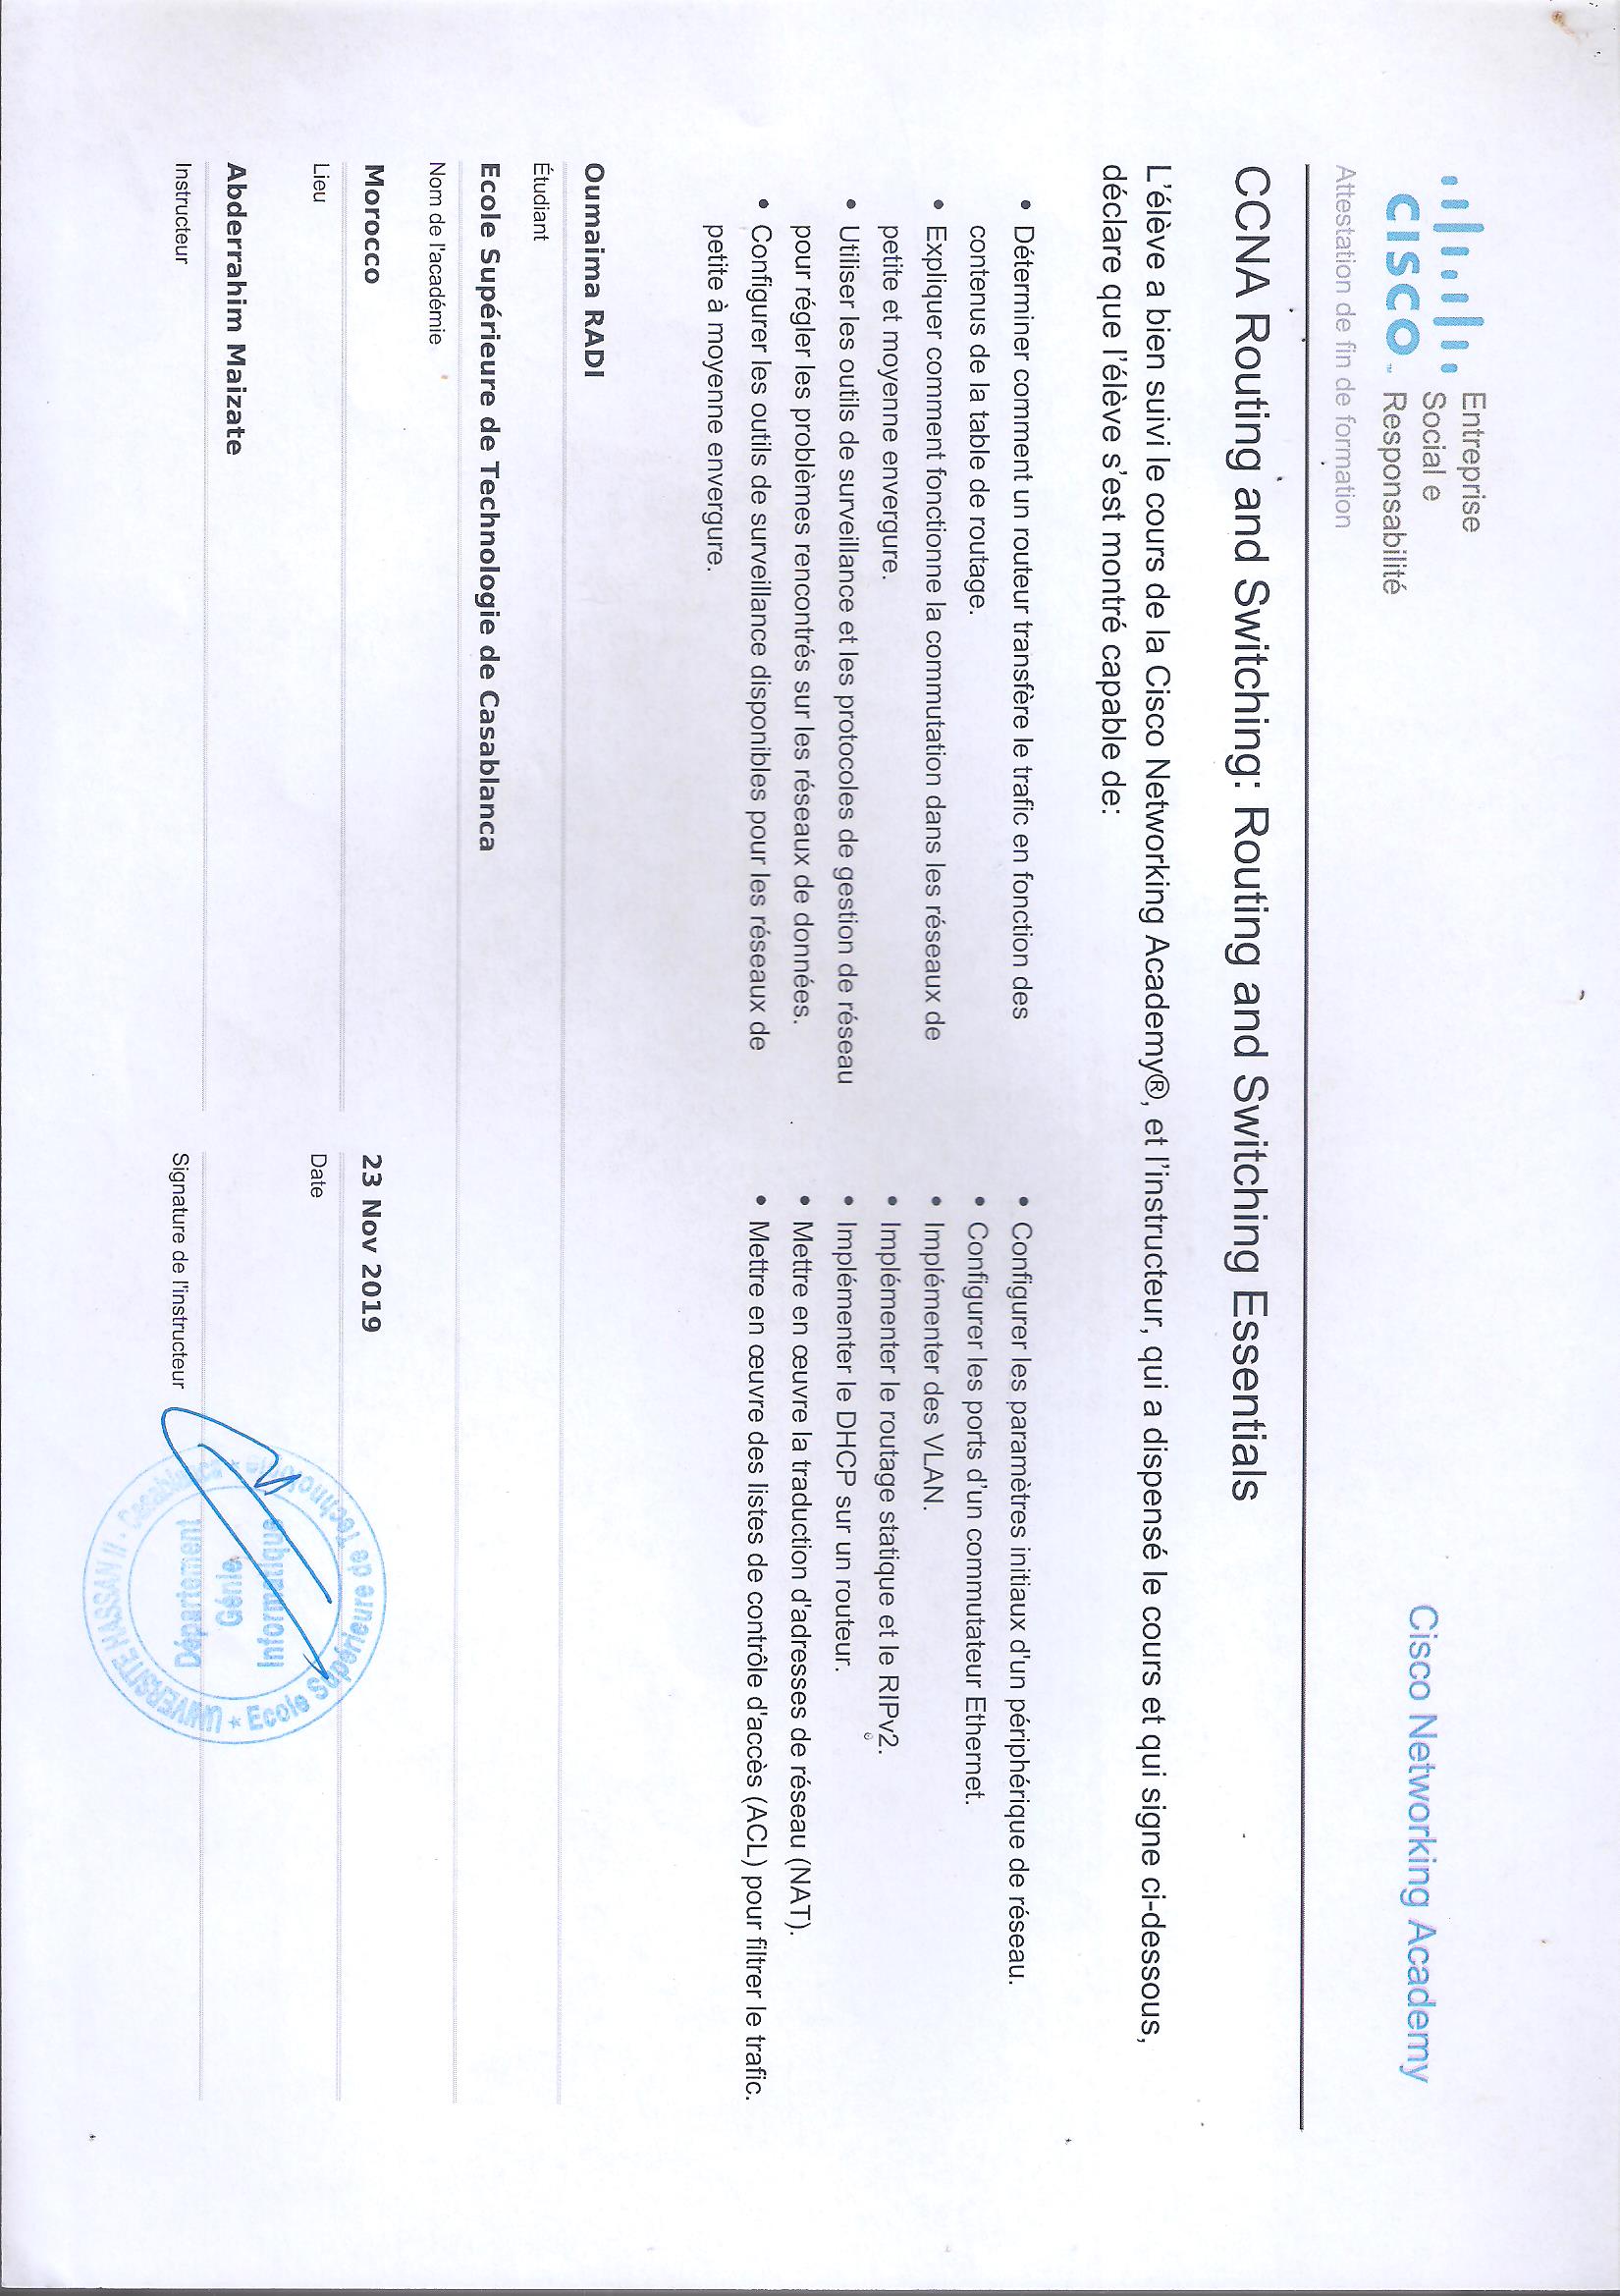 CISCO
Entreprise
Social e
Responsabilité
Cisco Networking Academy
Attestation de fin de formation
CCNA Routing and Switching: Routing and Switching Essentials
L’élève a bien suivi le cours de la Cisco Networking Academy®, et l’instructeur, qui a dispensé le cours et qui signe ci-dessous,
déclare que l’élève s’est montré capable de:
• Déterminer comment un routeur transfère le trafic en fonction des
contenus de la table de routage.
• Expliquer comment fonctionne la commutation dans les réseaux de
petite et moyenne envergure.
• Utiliser les outils de surveillance et les protocoles de gestion de réseau
pour régler les problèmes rencontrés sur les réseaux de données.
• Configurer les outils de surveillance disponibles pour les réseaux de
petite à moyenne envergure.
• Configurer les paramètres initiaux d'un périphérique de réseau.
• Configurer les ports d’un commutateur Ethernet.
• Implémenter des VLAN.
• Implémenter le routage statique et le RIPv2.
• Implémenter le DHCP sur un routeur.
• Mettre en œuvre la traduction d'adresses de réseau (NAT).
• Mettre en œuvre des listes de contrôle d'accès (ACL) pour filtrer le trafic.
Oumaima RADI
Étudiant
Ecole Supérieure de Technologie de Casablanca
Nom de l'académie
Morocco
Lieu
23 Nov 2019
Date
Abderrahim Maizate
Instructeur
Signature de l'instructeur
UNIVERSITE HASSAN II - Casablanca
* Ecole Supérieure de Technologie *
Département
Génie
Informatique